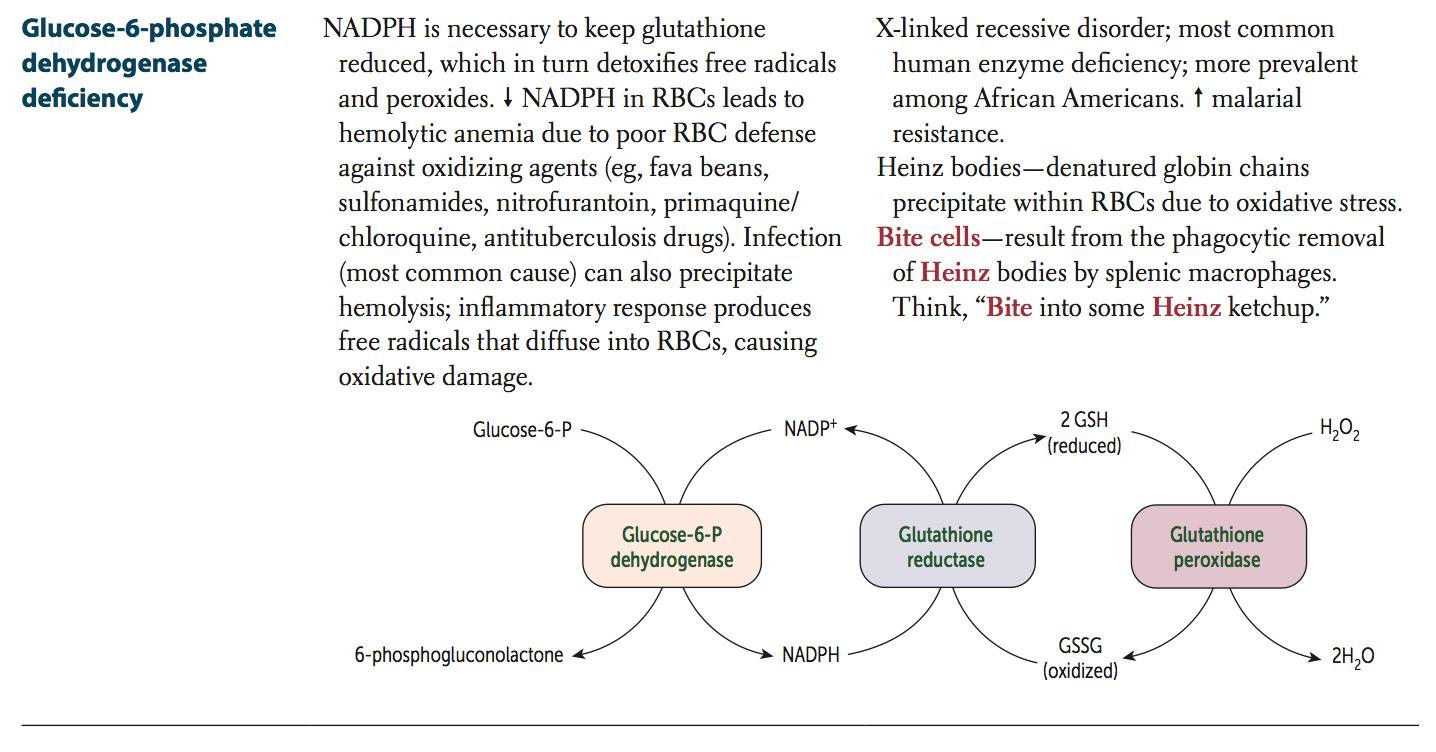 Glucose-6-phosphate
dehydrogenase
deficiency
NADPH is necessary to keep glutathione
reduced, which in turn detoxifies free radicals
and peroxides. ↓ NADPH in RBCs leads to
hemolytic anemia due to poor RBC defense
against oxidizing agents (eg, fava beans,
sulfonamides, nitrofurantoin, primaquine/
chloroquine, antituberculosis drugs). Infection
(most common cause) can also precipitate
hemolysis; inflammatory response produces
free radicals that diffuse into RBCs, causing
oxidative damage.
X-linked recessive disorder; most common
human enzyme deficiency; more prevalent
among African Americans. ↑ malarial
resistance.
Heinz bodies—denatured globin chains
precipitate within RBCs due to oxidative stress.
Bite cells—result from the phagocytic removal
of Heinz bodies by splenic macrophages.
Think, “Bite into some Heinz ketchup.”
Glucose-6-P
NADP⁺
2 GSH
(reduced)
H₂O₂
Glucose-6-P
dehydrogenase
Glutathione
reductase
Glutathione
peroxidase
6-phosphogluconolactone
NADPH
GSSG
(oxidized)
2H₂O